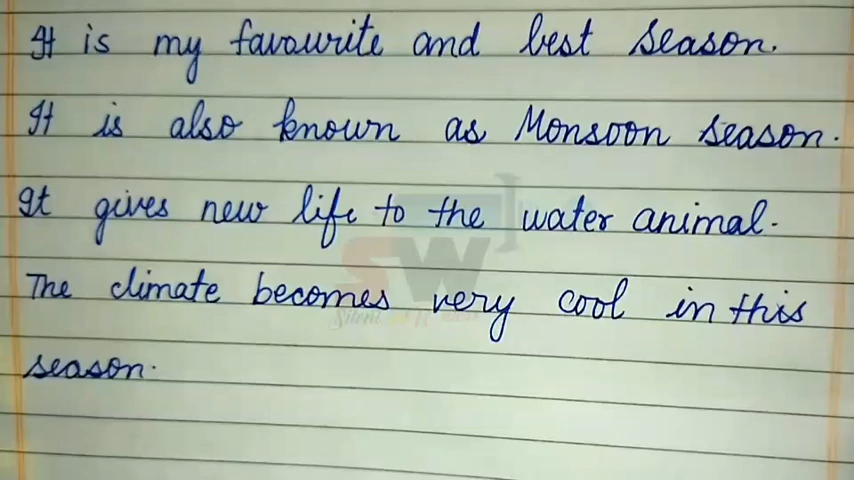 It is my favourite and best season.
It is also known as Monsoon season.
It gives new life to the water animal.
The climate becomes very cool in this
season.
SW